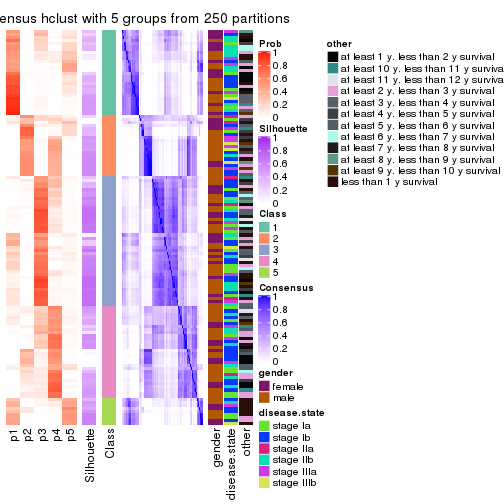 ensus hclust with 5 groups from 250 partitions
Prob
1
0.8
0.6
0.4
0.2
0
Silhouette
1
0.8
0.6
0.4
0.2
0
Class
1
2
3
4
5
Consensus
1
0.8
0.6
0.4
0.2
0
gender
female
male
disease.state
stage Ia
stage Ib
stage IIa
stage IIb
stage IIIa
stage IIIb
other
at least 1 y. less than 2 y survival
at least 10 y. less than 11 y surviva
at least 11 y. less than 12 y surviva
at least 2 y. less than 3 y survival
at least 3 y. less than 4 y survival
at least 4 y. less than 5 y survival
at least 5 y. less than 6 y survival
at least 6 y. less than 7 y survival
at least 7 y. less than 8 y survival
at least 8 y. less than 9 y survival
at least 9 y. less than 10 y survival
less than 1 y survival
p1
p2
p3
p4
p5
Silhouette
Class
gender
disease.state
other